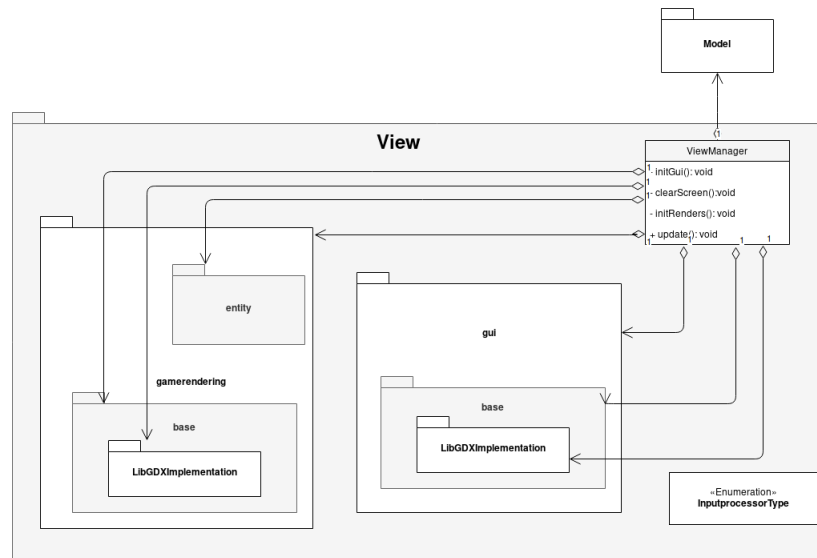 Model
View
1
ViewManager
1
- initGui(): void
1
- clearScreen():void
1
- initRenders(): void
+ update(): void
1
1
1
1
entity
gui
gamerendering
base
base
LibGDXImplementation
LibGDXImplementation
«Enumeration»
InputprocessorType